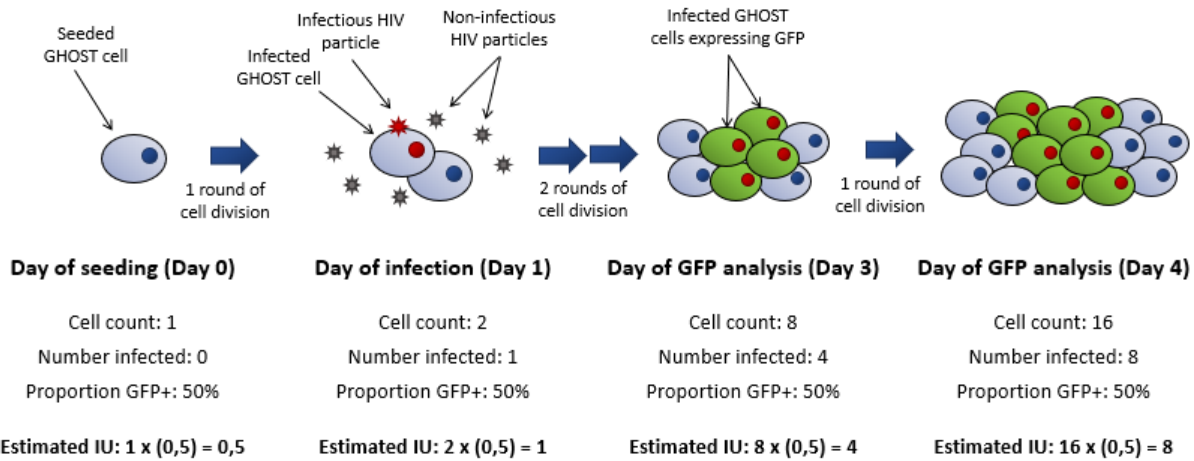 Seeded
GHOST cell
Infectious HIV
particle
Infected
GHOST cell
Non-infectious
HIV particles
Infected GHOST
cells expressing GFP
1 round of
cell division
2 rounds of
cell division
1 round of
cell division
Day of seeding (Day 0)
Cell count: 1
Number infected: 0
Proportion GFP+: 50%
Estimated IU: 1 x (0,5) = 0,5
Day of infection (Day 1)
Cell count: 2
Number infected: 1
Proportion GFP+: 50%
Estimated IU: 2 x (0,5) = 1
Day of GFP analysis (Day 3)
Cell count: 8
Number infected: 4
Proportion GFP+: 50%
Estimated IU: 8 x (0,5) = 4
Day of GFP analysis (Day 4)
Cell count: 16
Number infected: 8
Proportion GFP+: 50%
Estimated IU: 16 x (0,5) = 8